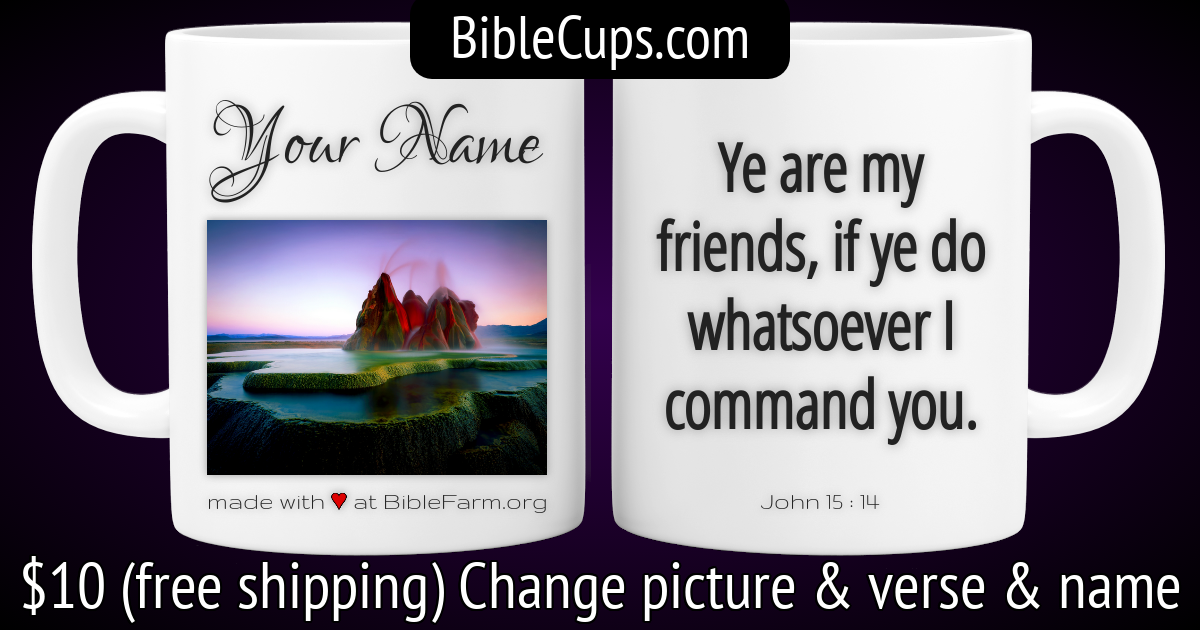 BibleCups.com
Your Name
made with ♥ at BibleFarm.org
Ye are my
friends, if ye do
whatsoever I
command you.
John 15 : 14
$10 (free shipping) Change picture & verse & name